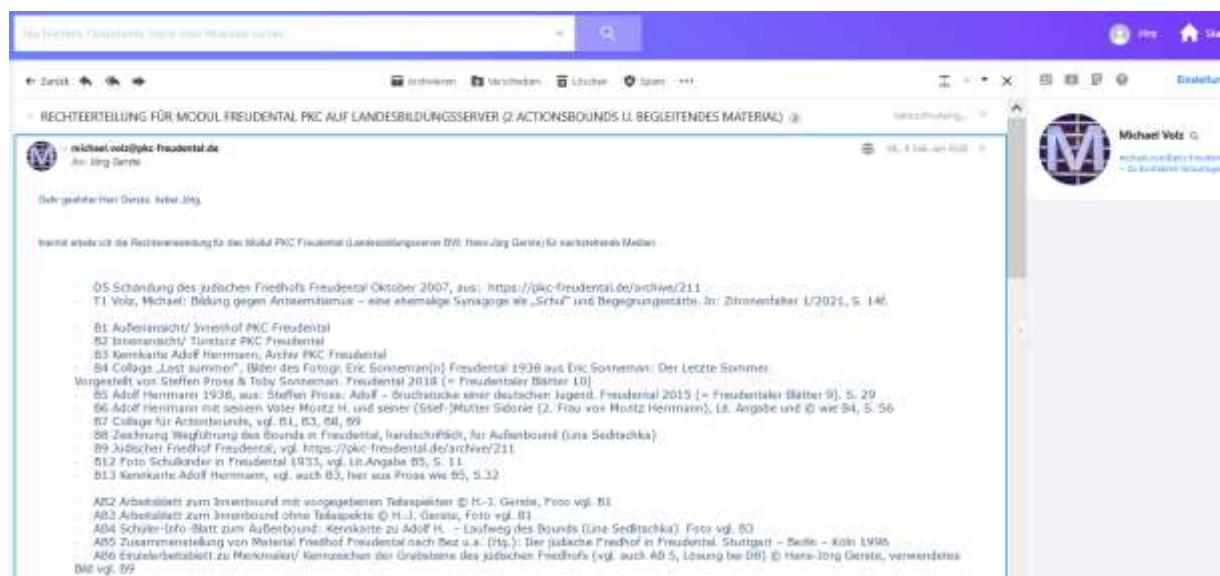 Zurück
Archivieren Verschieben Löschen Spam
RECHTEERTEILUNG FÜR MODUL FREUDENTAL PKC AUF LANDESBILDUNGSSERVER (2 ACTIONSBOUNDS U. BEGLEITENDES MATERIAL)
michael.volz@pkc-freudental.de
An: Jörg Gerste
Michael Volz
Sehr geehrter Herr Gerste, lieber Jörg,
hiermit erteile ich die Rechteverwendung für das Modul PKC Freudental (Landesbildungsserver BW: Hans-Jörg Gerste) für nachstehende Medien:
D5 Schändung des jüdischen Friedhofs Freudental Oktober 2007, aus: https://pkc-freudental.de/archive/211
T1 Volz, Michael: Bildung gegen Antisemitismus – eine ehemalige Synagoge als „Schul“ und Begegnungsstätte. In: Zitronenfalter 1/2021, S. 14f.
B1 Außenansicht/ Innenhof PKC Freudental
B2 Innenansicht/ Türsturz PKC Freudental
B3 Kennkarte Adolf Herrmann, Archiv PKC Freudental
B4 Collage „Last summer“, Bilder des Fotogr. Eric Sonneman(n) Freudental 1938 aus Eric Sonneman: Der Letzte Sommer.
Vorgestellt von Steffen Pross & Toby Sonneman. Freudental 2018 (= Freudentaler Blätter 10)
B5 Adolf Herrmann 1938, aus: Steffen Pross: Adolf – Bruchstücke einer deutschen Jugend. Freudental 2015 (= Freudentaler Blätter 9). S. 29
B6 Adolf Herrmann mit seinem Vater Moritz H. und seiner (Stief-)Mutter Sidonie (2. Frau von Moritz Herrmann), Lit. Angabe und © wie B4, S. 56
B7 Collage für Actionbounds, vgl. B1, B3, B8, B9
B8 Zeichnung Wegführung des Bounds in Freudental, handschriftlich, für Außenbound (Lina Sedltschka)
B9 Jüdischer Friedhof Freudental, vgl. https://pkc-freudental.de/archive/211
B12 Foto Schulkinder in Freudental 1933, vgl. Lit.Angabe B5, S. 11
B13 Kennkarte Adolf Herrmann, vgl. auch B3, hier aus Pross wie B5, S.32
AB2 Arbeitsblatt zum Innenbound mit vorgegebenen Teilaspekten © H.-J. Gerste, Foto vgl. B1
AB3 Arbeitsblatt zum Innenbound ohne Teilaspekte © H.-J. Gerste, Foto vgl. B1
AB4 Schüler-Info-Blatt zum Außenbound: Kennkarte zu Adolf H. – Laufweg des Bounds (Lina Sedltschka) Foto vgl. B3
AB5 Zusammenstellung von Material Friedhof Freudental nach Bez u.a. (Hg.): Der jüdische Friedhof in Freudental. Stuttgart – Berlin – Köln 1996
AB6 Einzelarbeitsblatt zu Merkmalen/ Kennzeichen der Grabsteine des jüdischen Friedhofs (vgl. auch AB 5, Lösung bei DB) © Hans-Jörg Gerste, verwendetes
Bild vgl. B9